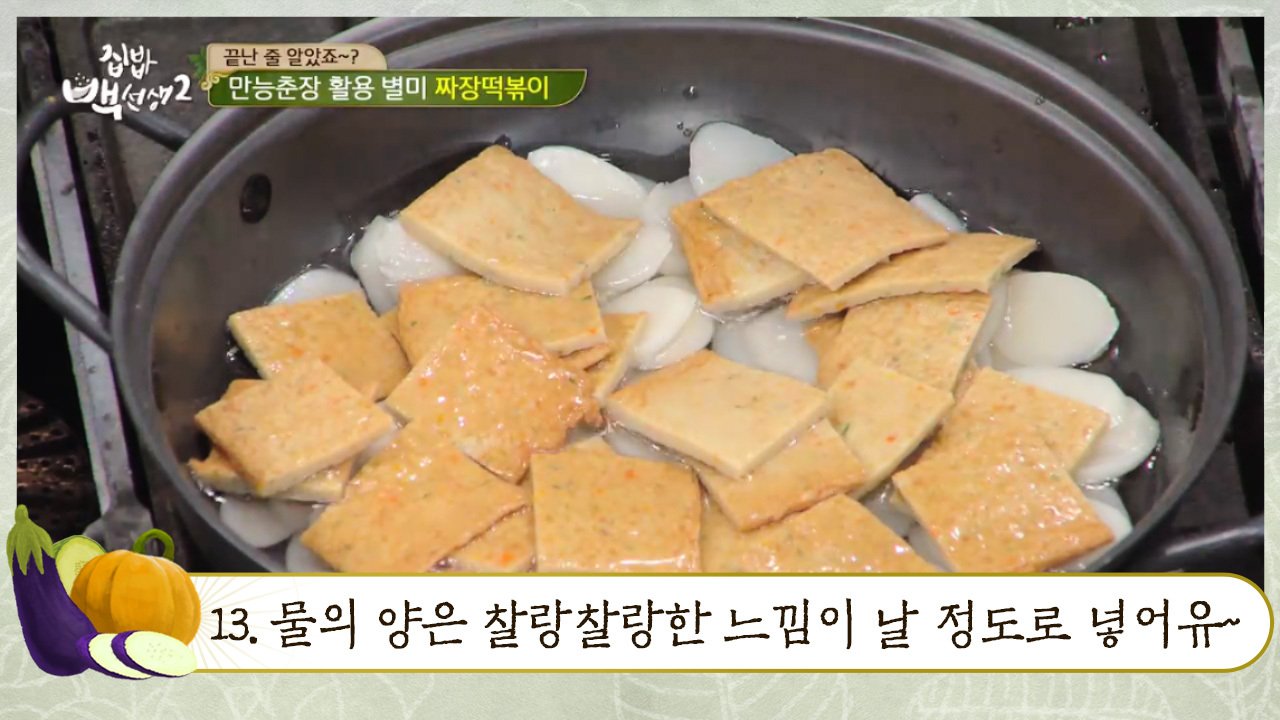 집밥
백선생2
끝난 줄 알았죠~?
만능춘장 활용 별미 짜장떡볶이
13. 물의 양은 찰랑찰랑한 느낌이 날 정도로 넣어유~